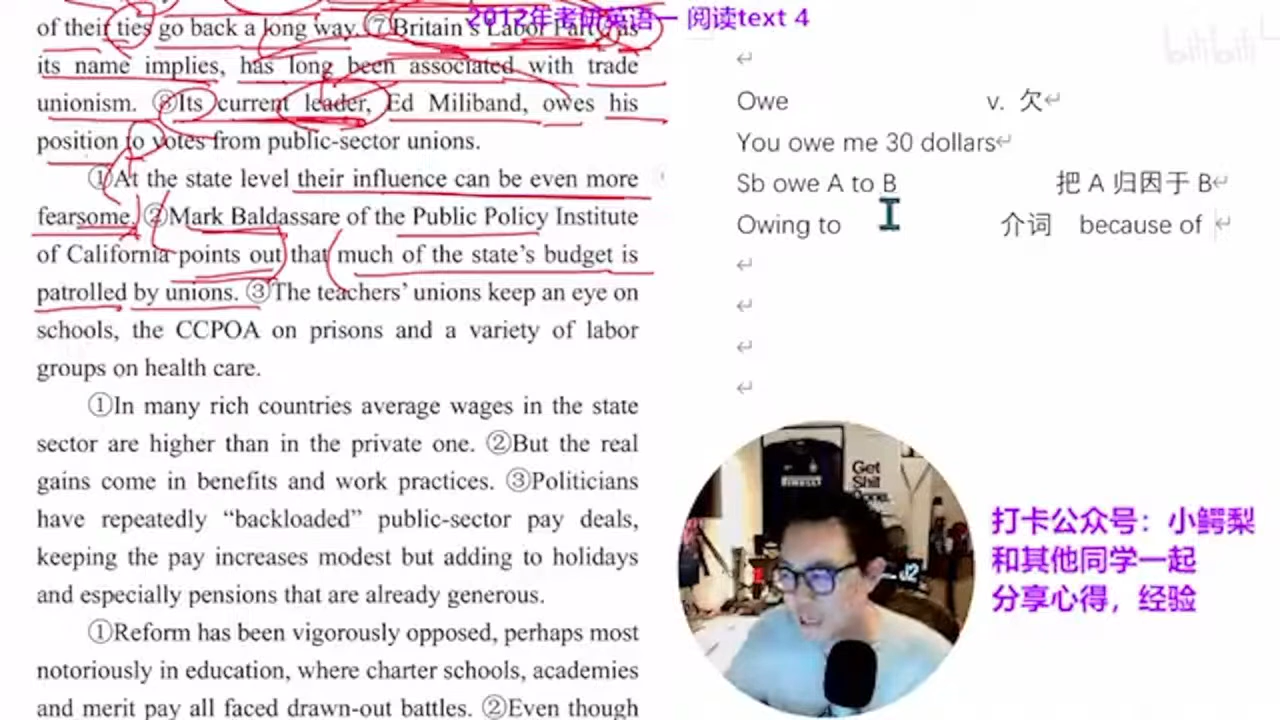 2012年考研英语一 阅读text 4
of their ties go back a long way. ⑦Britain's Labor Party, as
its name implies, has long been associated with trade
unionism. ⑧Its current leader, Ed Miliband, owes his
position to votes from public-sector unions.
①At the state level their influence can be even more
fearsome. ②Mark Baldassare of the Public Policy Institute
of California points out that much of the state's budget is
patrolled by unions. ③The teachers' unions keep an eye on
schools, the CCPOA on prisons and a variety of labor
groups on health care.
①In many rich countries average wages in the state
sector are higher than in the private one. ②But the real
gains come in benefits and work practices. ③Politicians
have repeatedly “backloaded” public-sector pay deals,
keeping the pay increases modest but adding to holidays
and especially pensions that are already generous.
①Reform has been vigorously opposed, perhaps most
notoriously in education, where charter schools, academies
and merit pay all faced drawn-out battles. ②Even though
bilibili
Owe v. 欠
You owe me 30 dollars
Sb owe A to B 把 A 归因于 B
Owing to 介词 because of
PIRELLI
Get
Shit
Done.
打卡公众号：小鳄梨
和其他同学一起
分享心得，经验